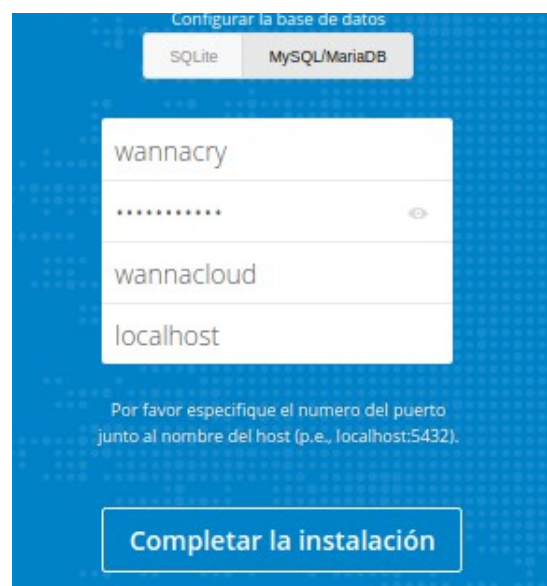 Configurar la base de datos
SQLite MySQL/MariaDB
wannacry
•••••••••••
wannacloud
localhost
Por favor especifique el numero del puerto
junto al nombre del host (p.e., localhost:5432).
Completar la instalación